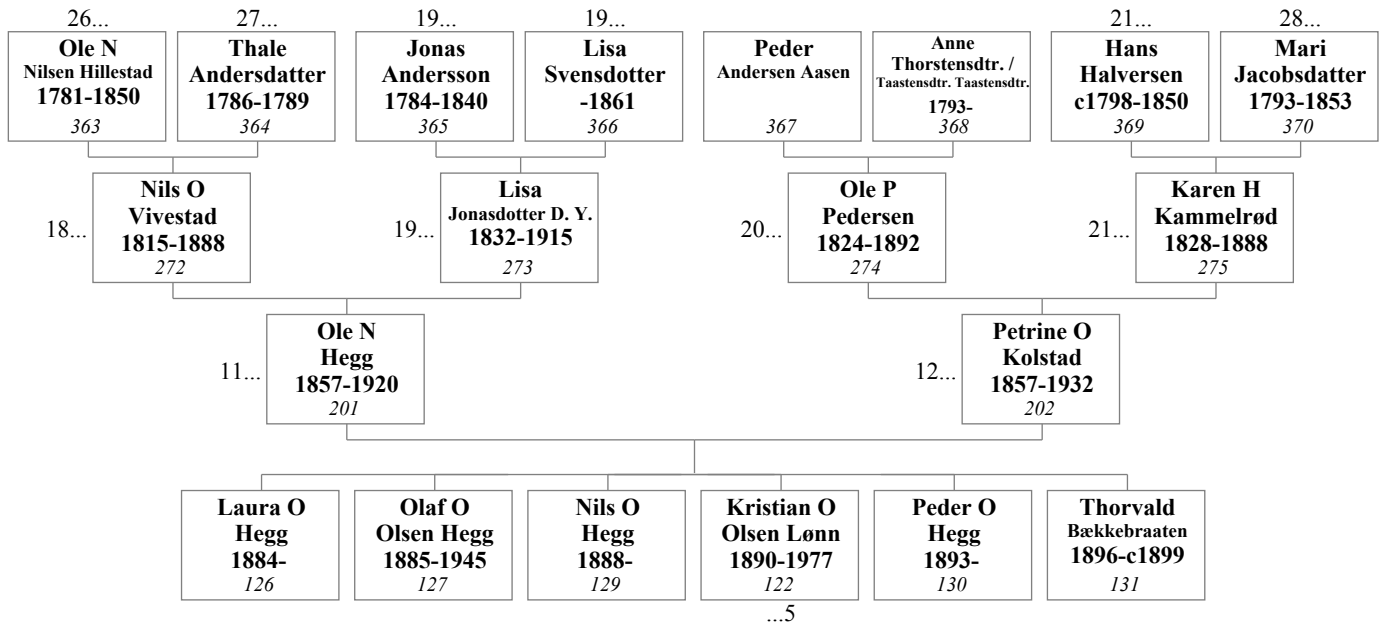 26...
27...
19...
19...
21...
28...
Ole N
Nilsen Hillestad
1781-1850
363
Thale
Andersdatter
1786-1789
364
Jonas
Andersson
1784-1840
365
Lisa
Svensdotter
-1861
366
Peder
Andersen Aasen
367
Anne
Thorstensdtr. /
Taastensdtr. Taastensdtr.
1793-
368
Hans
Halversen
c1798-1850
369
Mari
Jacobsdatter
1793-1853
370
18...
Nils O
Vivestad
1815-1888
272
19...
Lisa
Jonasdotter D. Y.
1832-1915
273
20...
Ole P
Pedersen
1824-1892
274
21...
Karen H
Kammelrød
1828-1888
275
11...
Ole N
Hegg
1857-1920
201
12...
Petrine O
Kolstad
1857-1932
202
Laura O
Hegg
1884-
126
Olaf O
Olsen Hegg
1885-1945
127
Nils O
Hegg
1888-
129
Kristian O
Olsen Lønn
1890-1977
122
Peder O
Hegg
1893-
130
Thorvald
Bækkebraaten
1896-c1899
131
...5